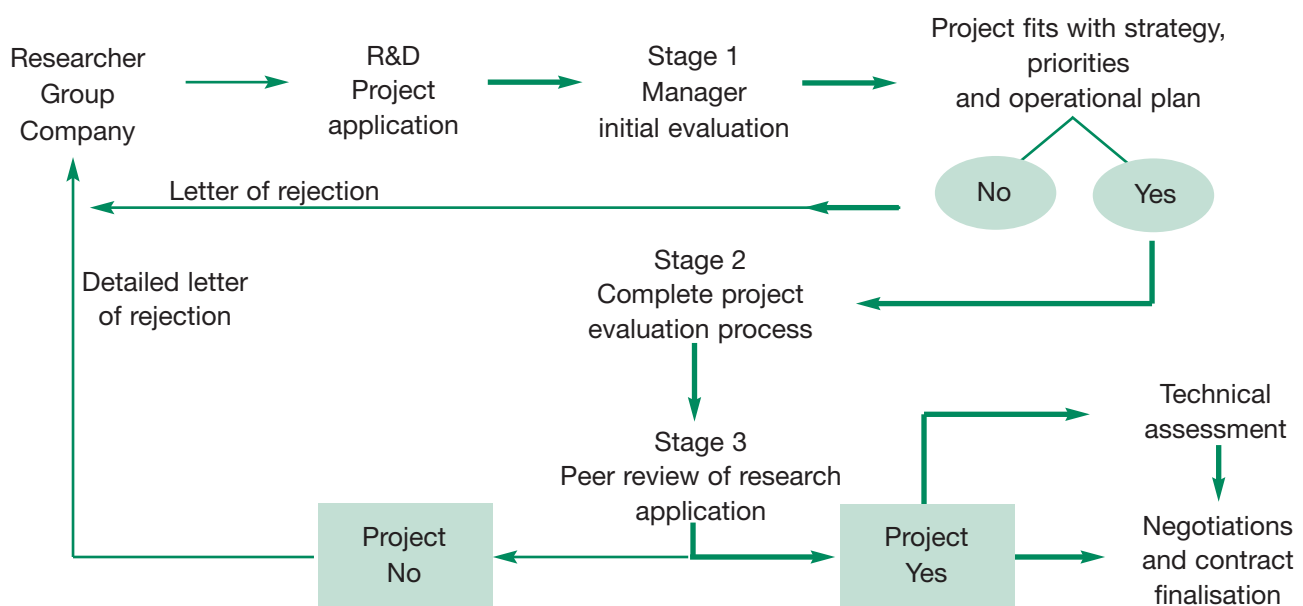 Researcher
Group
Company
R&D
Project
application
Stage 1
Manager
initial evaluation
Project fits with strategy,
priorities
and operational plan
No
Yes
Letter of rejection
Detailed letter
of rejection
Stage 2
Complete project
evaluation process
Stage 3
Peer review of research
application
Technical
assessment
Project
No
Project
Yes
Negotiations
and contract
finalisation